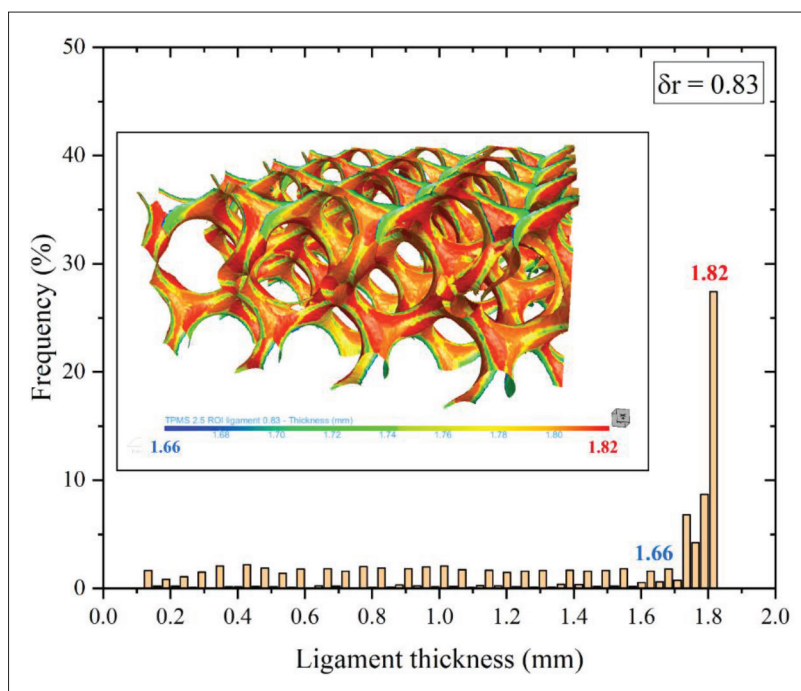 50
δr = 0.83
40
30
1.82
20
TPMS 2.5 ROI ligament 0.83 - Thickness (mm)
1.68 1.70 1.72 1.74 1.76 1.78 1.80
1.66 1.82
10
1.66
0
0.0 0.2 0.4 0.6 0.8 1.0 1.2 1.4 1.6 1.8 2.0
Frequency (%)
Ligament thickness (mm)